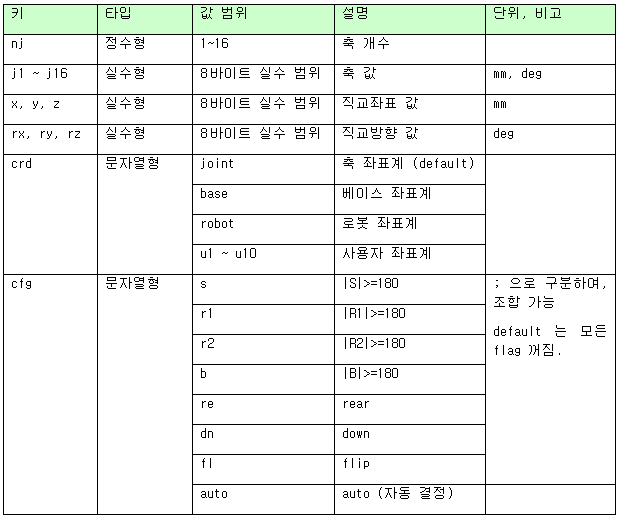 키 타입 값 범위 설명 단위, 비고
nj 정수형 1~16 축 개수
j1 ~ j16 실수형 8바이트 실수 범위 축 값 mm, deg
x, y, z 실수형 8바이트 실수 범위 직교좌표 값 mm
rx, ry, rz 실수형 8바이트 실수 범위 직교방향 값 deg
crd 문자열형 joint 축 좌표계 (default)
base 베이스 좌표계
robot 로봇 좌표계
u1 ~ u10 사용자 좌표계
cfg 문자열형 s |S|>=180 ; 으로 구분하여,
조합 가능
r1 |R1|>=180
default 는 모든
r2 |R2|>=180
flag 꺼짐.
b |B|>=180
re rear
dn down
fl flip
auto auto (자동 결정)